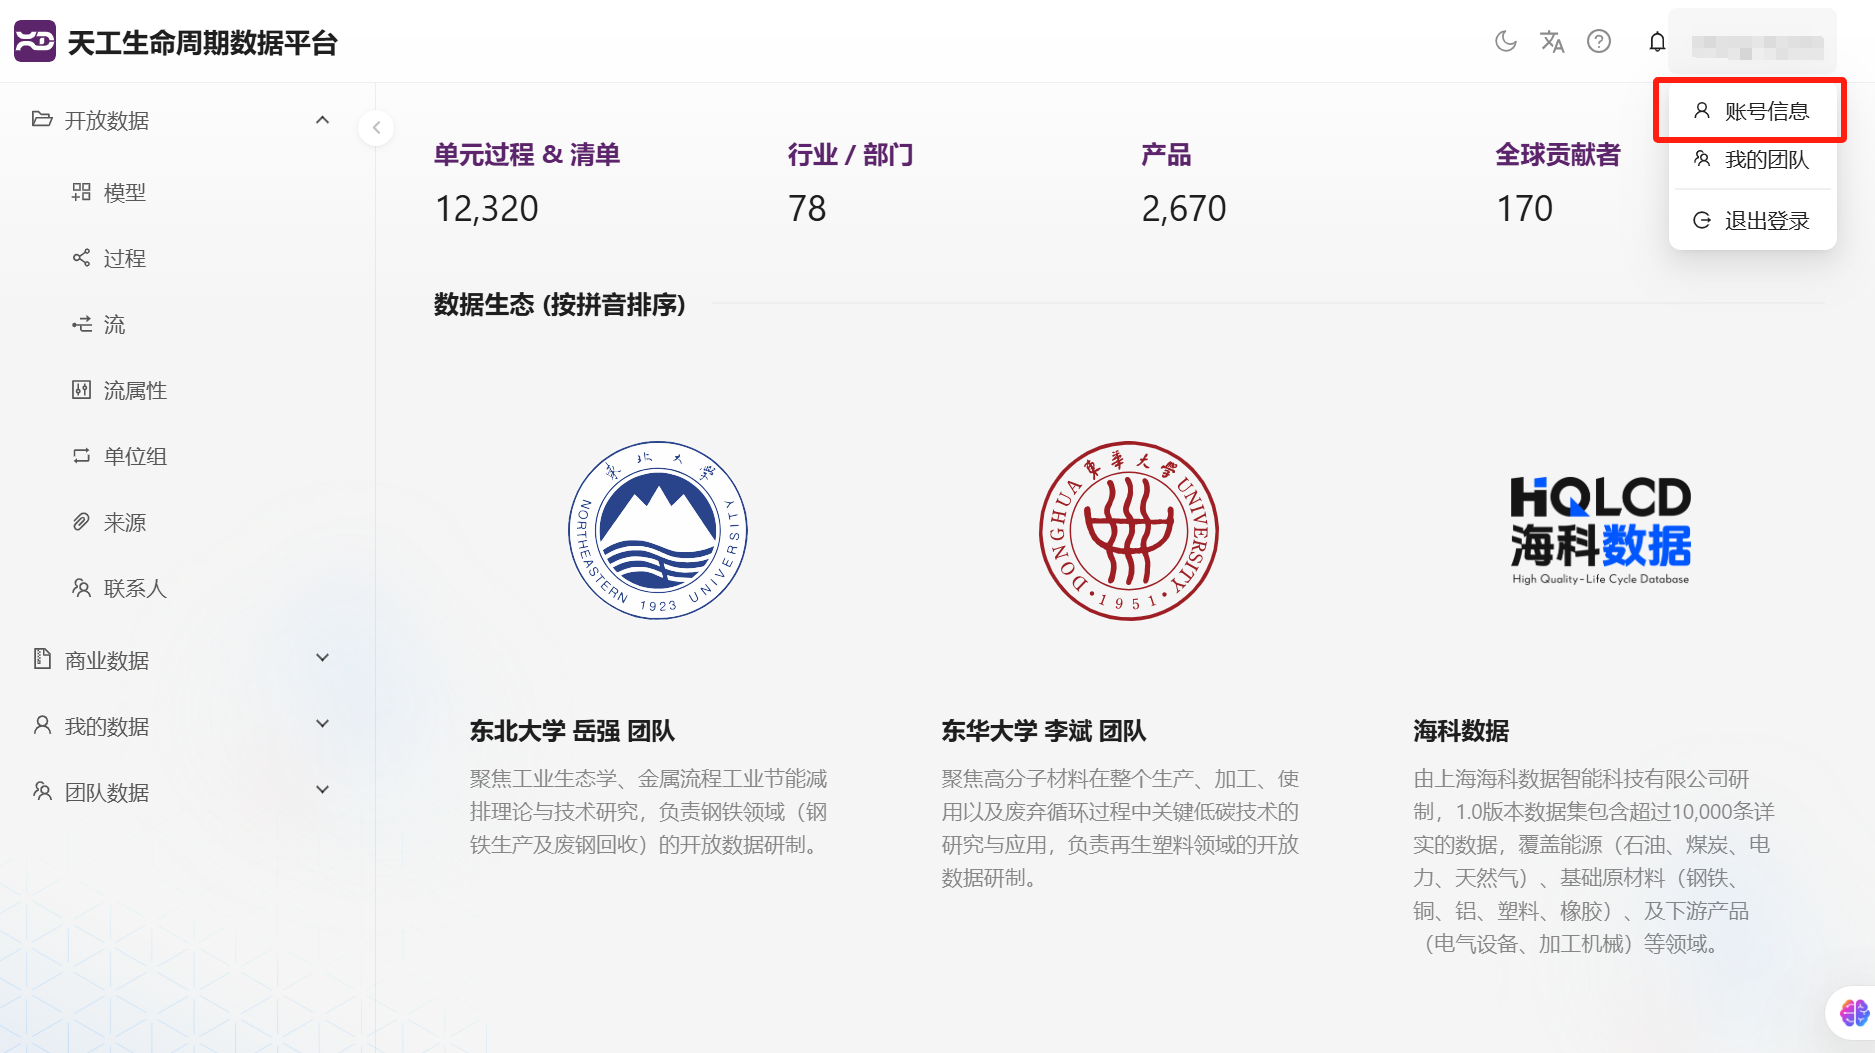 天工生命周期数据平台
账号信息
我的团队
退出登录
开放数据
模型
过程
流
流属性
单位组
来源
联系人
商业数据
我的数据
团队数据
单元过程 & 清单
12,320
行业 / 部门
78
产品
2,670
全球贡献者
170
数据生态 (按拼音排序)
東北大学
NORTHEASTERN 1923 UNIVERSITY
東華大學
DONGHUA UNIVERSITY
·1951·
HQLCD
海科数据
High Quality-Life Cycle Database
东北大学 岳强 团队
聚焦工业生态学、金属流程工业节能减
排理论与技术研究，负责钢铁领域（钢
铁生产及废钢回收）的开放数据研制。
东华大学 李斌 团队
聚焦高分子材料在整个生产、加工、使
用以及废弃循环过程中关键低碳技术的
研究与应用，负责再生塑料领域的开放
数据研制。
海科数据
由上海海科数据智能科技有限公司研
制，1.0版本数据集包含超过10,000条详
实的数据，覆盖能源（石油、煤炭、电
力、天然气）、基础原材料（钢铁、
铜、铝、塑料、橡胶）、及下游产品
（电气设备、加工机械）等领域。